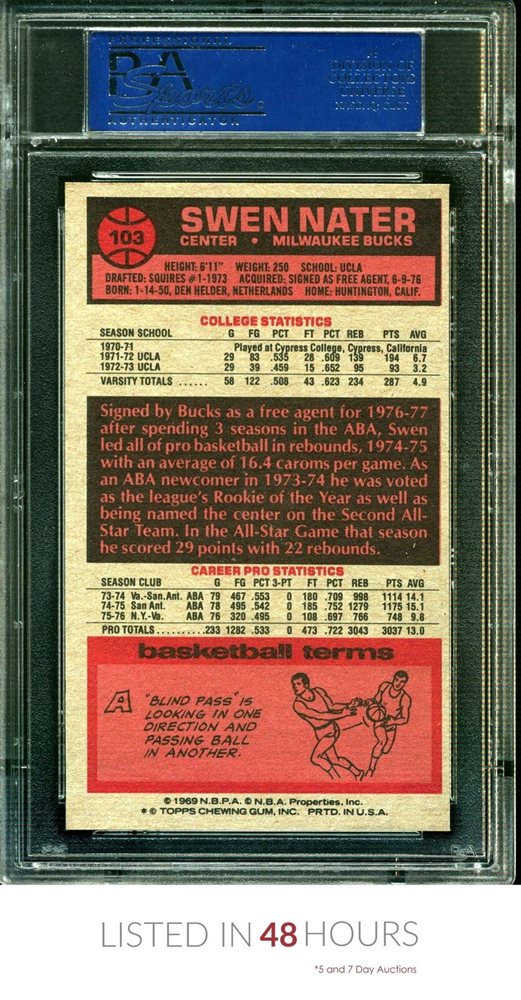 PROFESSIONAL
PSA
Sports
AUTHENTICATOR
A
DIVISION OF
COLLECTORS
UNIVERSE
NASDAQ: CLCT
103
SWEN NATER
CENTER • MILWAUKEE BUCKS
HEIGHT: 6'11" WEIGHT: 250 SCHOOL: UCLA
DRAFTED: SQUIRES #1-1973 ACQUIRED: SIGNED AS FREE AGENT, 6-9-76
BORN: 1-14-50, DEN HELDER, NETHERLANDS HOME: HUNTINGTON, CALIF.
COLLEGE STATISTICS
SEASON SCHOOL G FG PCT FT PCT REB PTS AVG
1970-71 Played at Cypress College, Cypress, California
1971-72 UCLA 29 83 .535 28 .609 139 194 6.7
1972-73 UCLA 29 39 .459 15 .652 95 93 3.2
VARSITY TOTALS ...... 58 122 .508 43 .623 234 287 4.9
Signed by Bucks as a free agent for 1976-77
after spending 3 seasons in the ABA, Swen
led all of pro basketball in rebounds, 1974-75
with an average of 16.4 caroms per game. As
an ABA newcomer in 1973-74 he was voted
as the league's Rookie of the Year as well as
being named the center on the Second All-
Star Team. In the All-Star Game that season
he scored 29 points with 22 rebounds.
CAREER PRO STATISTICS
SEASON CLUB G FG PCT 3-PT FT PCT REB PTS AVG
73-74 Va.-San.Ant. ABA 79 467 .553 0 180 .709 998 1114 14.1
74-75 San Ant. ABA 78 495 .542 0 185 .752 1279 1175 15.1
75-76 N.Y.-Va. ABA 76 320 .495 0 108 .697 766 748 9.8
PRO TOTALS..........233 1282 .533 0 473 .722 3043 3037 13.0
basketball terms
A "BLIND PASS" IS
LOOKING IN ONE
DIRECTION AND
PASSING BALL
IN ANOTHER.
© 1969 N.B.P.A. © N.B.A. Properties, Inc.
* © TOPPS CHEWING GUM, INC. PRTD. IN U.S.A.
LISTED IN 48 HOURS
*5 and 7 Day Auctions